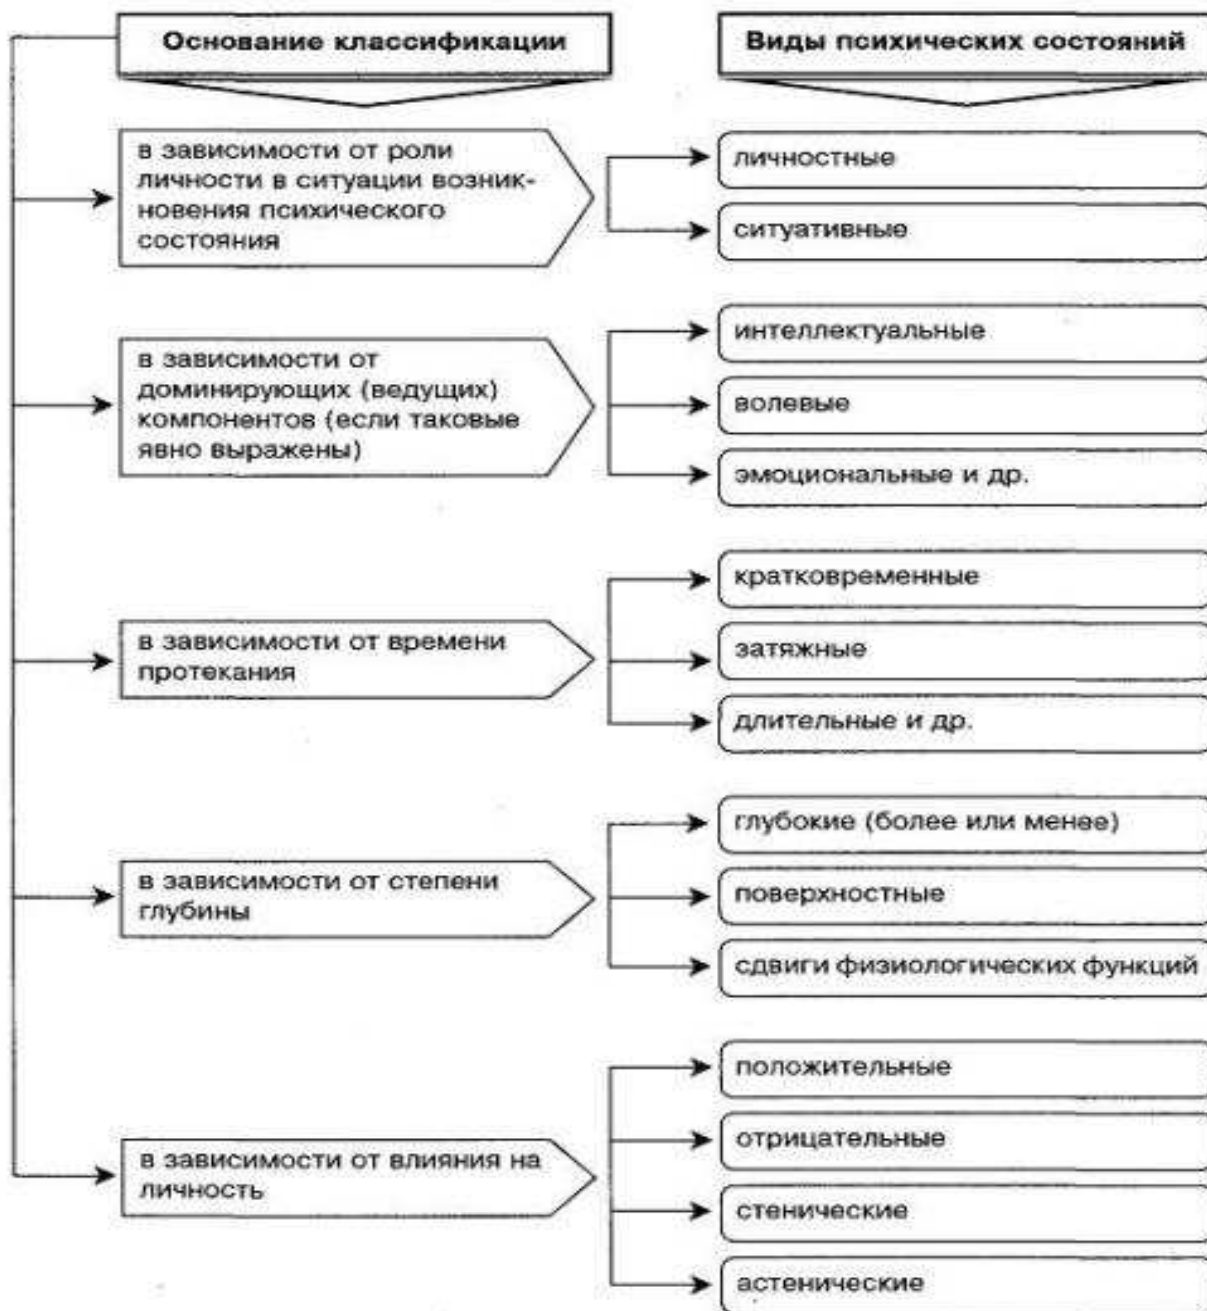 Основание классификации
Виды психических состояний
в зависимости от роли
личности в ситуации возник-
новения психического
состояния
личностные
ситуативные
в зависимости от
доминирующих (ведущих)
компонентов (если таковые
явно выражены)
интеллектуальные
волевые
эмоциональные и др.
в зависимости от времени
протекания
кратковременные
затяжные
длительные и др.
в зависимости от степени
глубины
глубокие (более или менее)
поверхностные
сдвиги физиологических функций
в зависимости от влияния на
личность
положительные
отрицательные
стенические
астенические